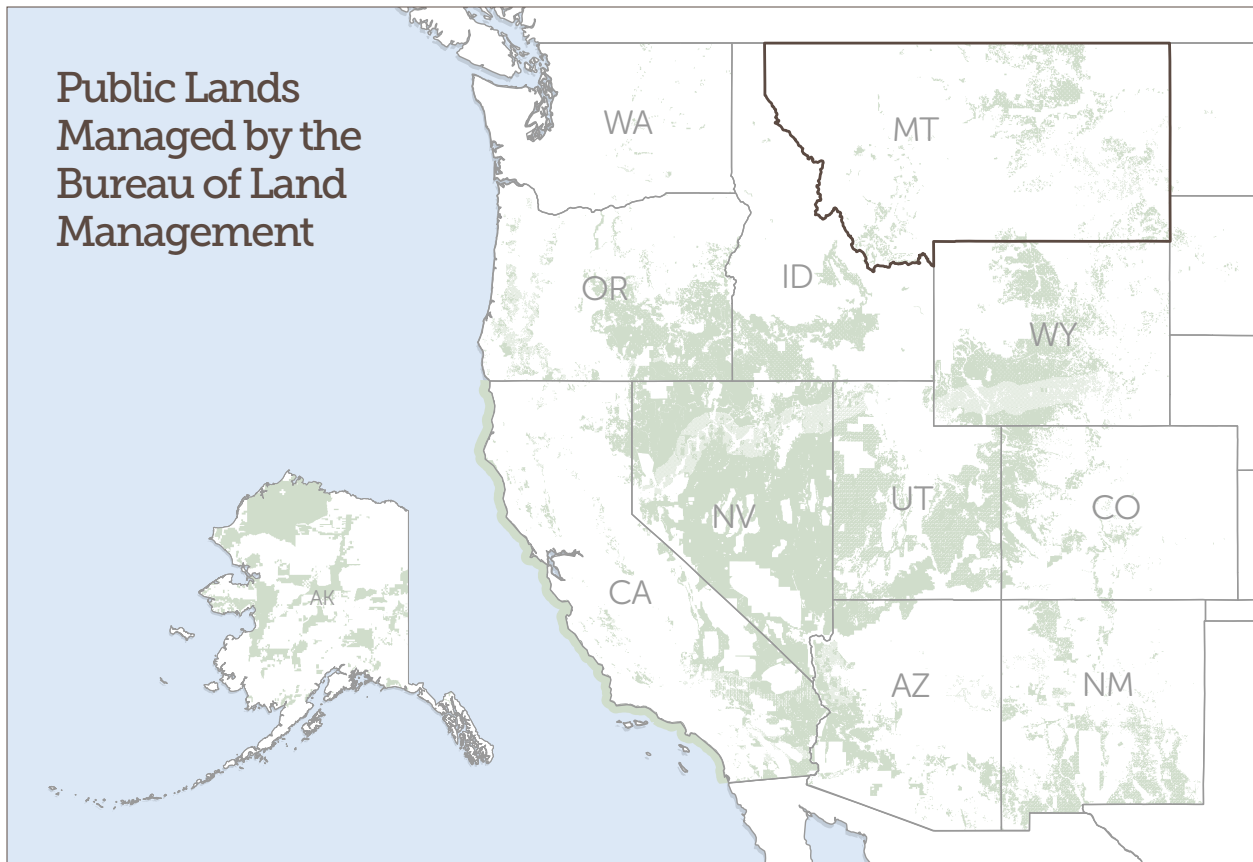 Public Lands
Managed by the
Bureau of Land
Management
WA
MT
OR
ID
WY
NV
UT
CO
CA
AK
AZ
NM